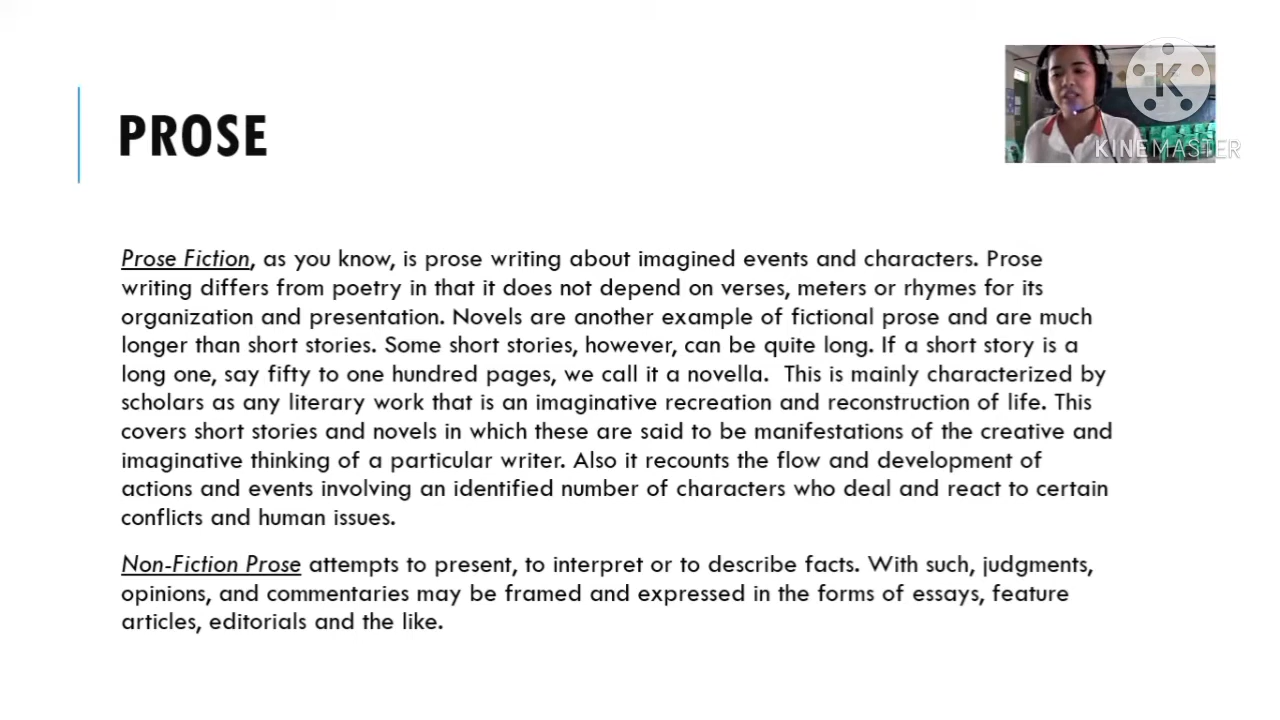 PROSE
K
KINEMASTER
Prose Fiction, as you know, is prose writing about imagined events and characters. Prose
writing differs from poetry in that it does not depend on verses, meters or rhymes for its
organization and presentation. Novels are another example of fictional prose and are much
longer than short stories. Some short stories, however, can be quite long. If a short story is a
long one, say fifty to one hundred pages, we call it a novella.  This is mainly characterized by
scholars as any literary work that is an imaginative recreation and reconstruction of life. This
covers short stories and novels in which these are said to be manifestations of the creative and
imaginative thinking of a particular writer. Also it recounts the flow and development of
actions and events involving an identified number of characters who deal and react to certain
conflicts and human issues.
Non-Fiction Prose attempts to present, to interpret or to describe facts. With such, judgments,
opinions, and commentaries may be framed and expressed in the forms of essays, feature
articles, editorials and the like.